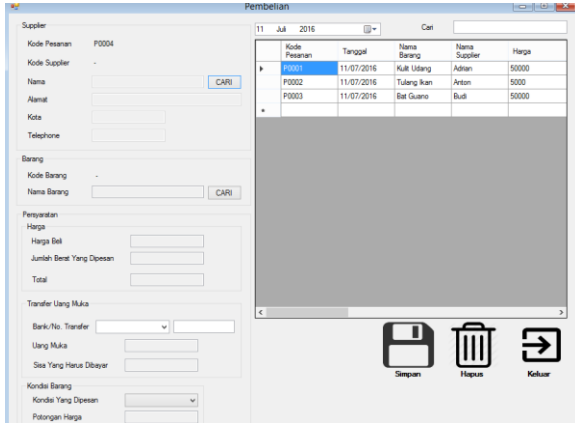 Pembelian
Supplier
Kode Pesanan P0004
Kode Supplier -
Nama CARI
Alamat
Kota
Telephone
Barang
Kode Barang -
Nama Barang CARI
Persyaratan
Harga
Harga Beli
Jumlah Berat Yang Dipesan
Total
Transfer Uang Muka
Bank/No. Transfer
Uang Muka
Sisa Yang Harus Dibayar
Kondisi Barang
Kondisi Yang Dipesan
Potongan Harga
11 Juli 2016 Cari
Kode Pesanan Tanggal Nama Barang Nama Supplier Harga
P0001 11/07/2016 Kulit Udang Adrian 50000
P0002 11/07/2016 Tulang Ikan Anton 5000
P0003 11/07/2016 Bat Guano Budi 50000
Simpan Hapus Keluar